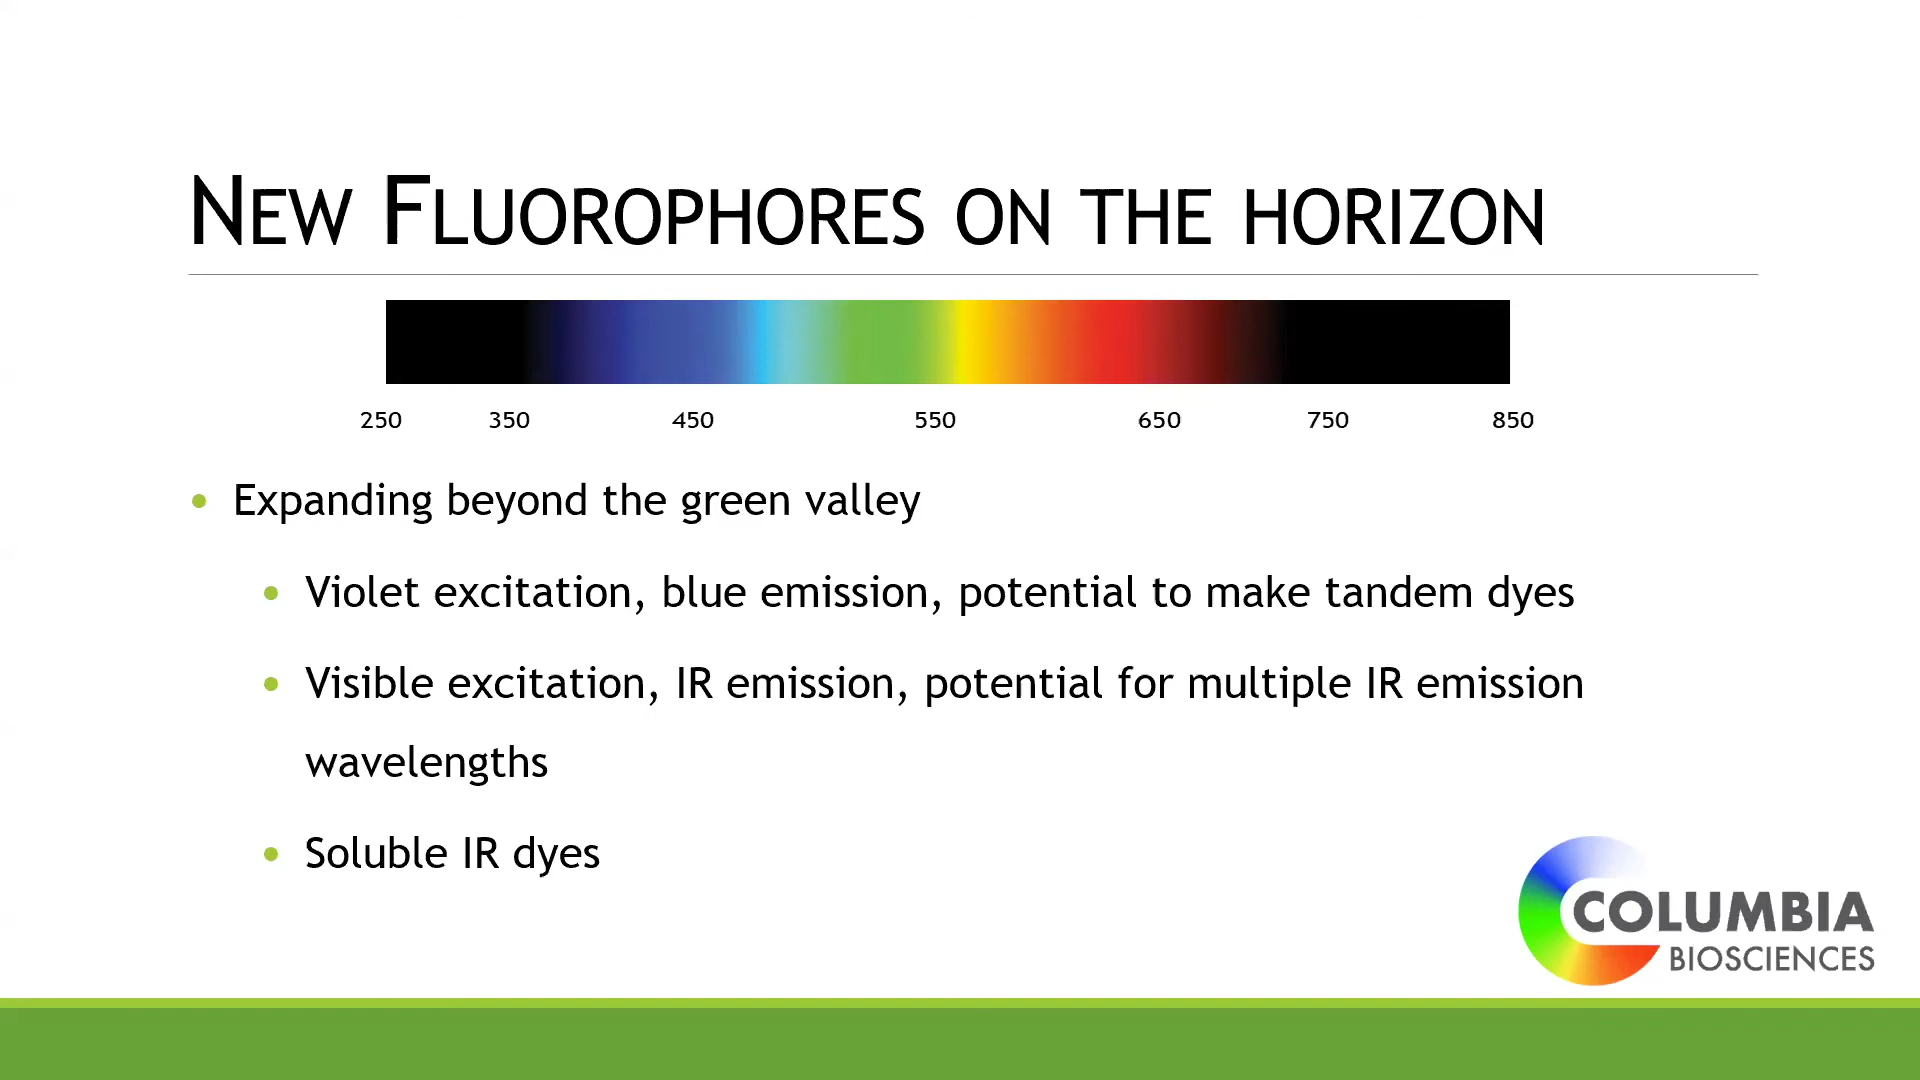 NEW FLUOROPHORES ON THE HORIZON
250 350 450 550 650 750 850
Expanding beyond the green valley
Violet excitation, blue emission, potential to make tandem dyes
Visible excitation, IR emission, potential for multiple IR emission
wavelengths
Soluble IR dyes
COLUMBIA
BIOSCIENCES